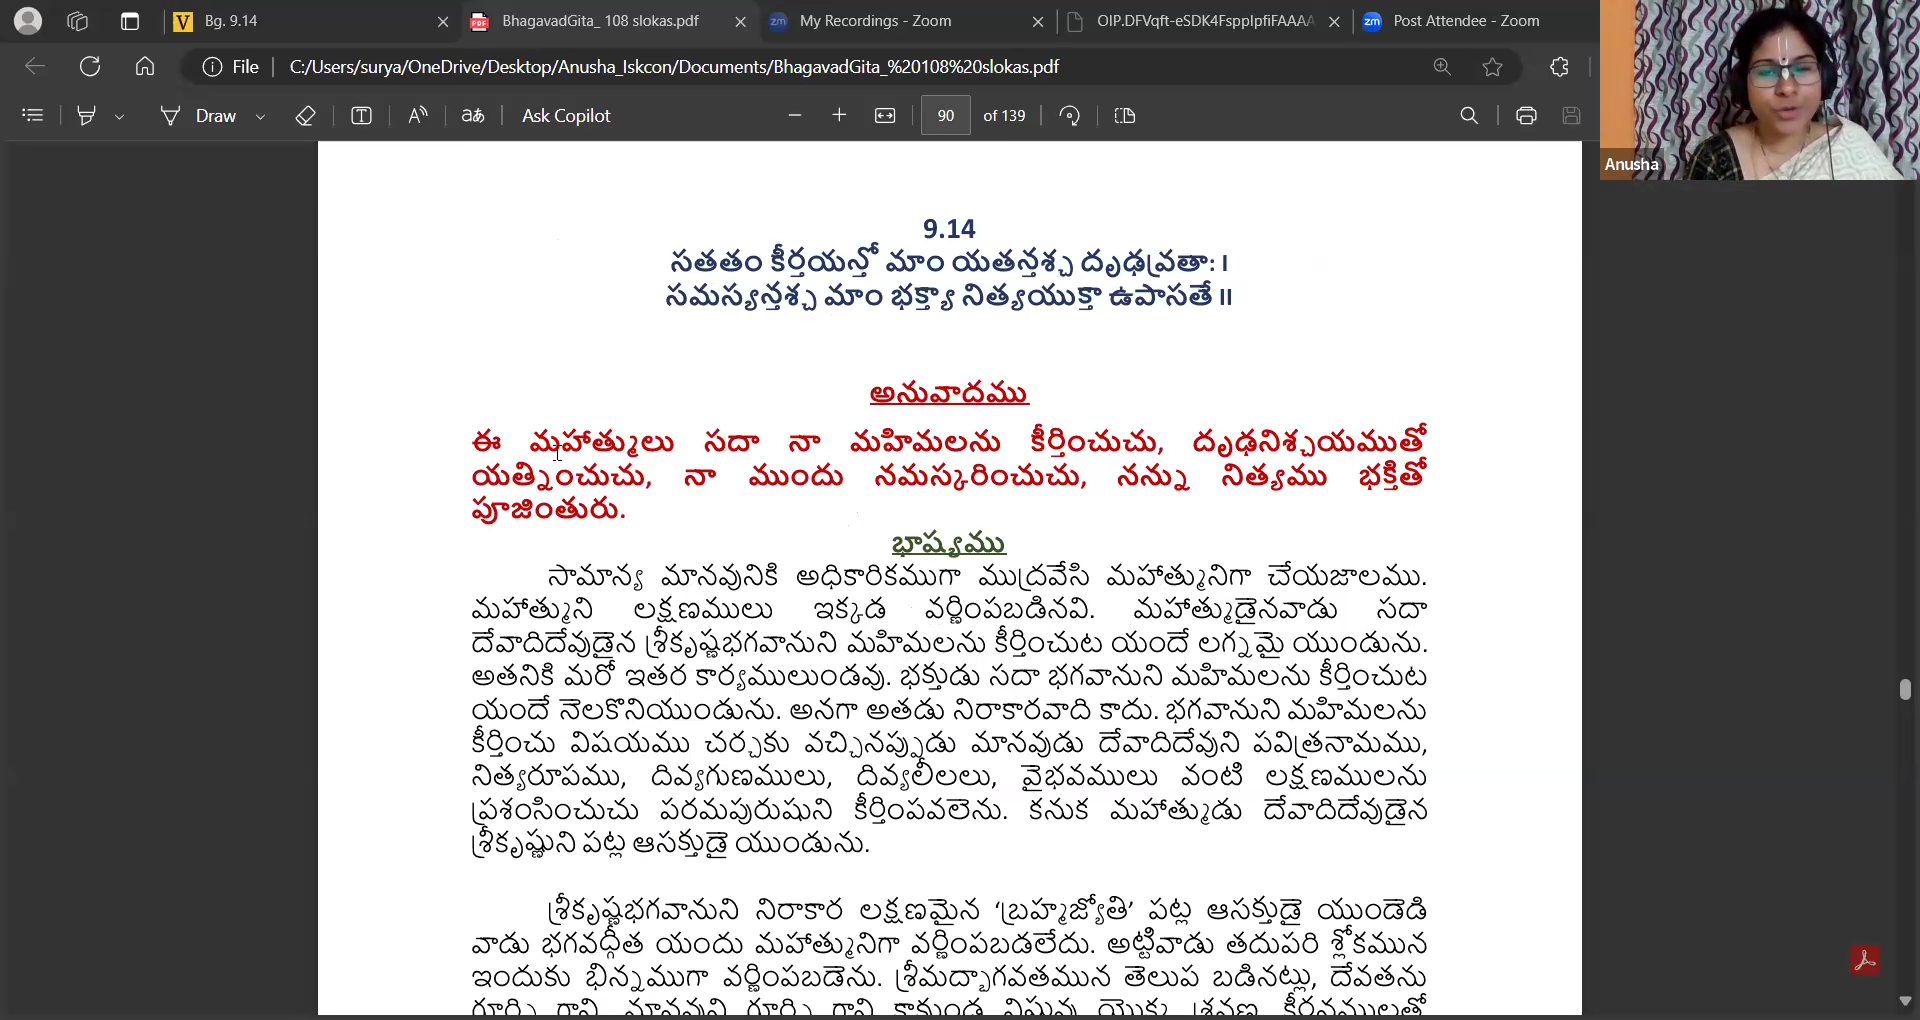 Bg. 9.14
BhagavadGita_ 108 slokas.pdf
My Recordings - Zoom
OIP.DFVqft-eSDK4FsppIpfiFAAAA
Post Attendee - Zoom
File
C:/Users/surya/OneDrive/Desktop/Anusha_Iskcon/Documents/BhagavadGita_%20108%20slokas.pdf
Draw
Ask Copilot
90 of 139
Anusha
9.14
సతతం కీర్తయన్తో మాం యతన్తశ్చ దృఢవ్రతాః ।
సమస్యన్తశ్చ మాం భక్త్యా నిత్యయుక్తా ఉపాసతే ॥
అనువాదము
ఈ మహాత్ములు సదా నా మహిమలను కీర్తించుచు, దృఢనిశ్చయముతో
యత్నించుచు, నా ముందు నమస్కరించుచు, నన్ను నిత్యము భక్తితో
పూజింతురు.
భాష్యము
సామాన్య మానవునికి అధికారికముగా ముద్రవేసి మహాత్మునిగా చేయజాలము.
మహాత్ముని లక్షణములు ఇక్కడ వర్ణింపబడినవి. మహాత్ముడైనవాడు సదా
దేవాదిదేవుడైన శ్రీకృష్ణభగవానుని మహిమలను కీర్తించుట యందే లగ్నమై యుండును.
అతనికి మరో ఇతర కార్యములుండవు. భక్తుడు సదా భగవానుని మహిమలను కీర్తించుట
యందే నెలకొనియుండును. అనగా అతడు నిరాకారవాది కాదు. భగవానుని మహిమలను
కీర్తించు విషయము చర్చకు వచ్చినప్పుడు మానవుడు దేవాదిదేవుని పవిత్రనామము,
నిత్యరూపము, దివ్యగుణములు, దివ్యలీలలు, వైభవములు వంటి లక్షణములను
ప్రశంసించుచు పరమపురుషుని కీర్తింపవలెను. కనుక మహాత్ముడు దేవాదిదేవుడైన
శ్రీకృష్ణుని పట్ల ఆసక్తుడై యుండును.
శ్రీకృష్ణభగవానుని నిరాకార లక్షణమైన ‘బ్రహ్మజ్యోతి’ పట్ల ఆసక్తుడై యుండెడి
వాడు భగవద్గీత యందు మహాత్మునిగా వర్ణింపబడలేదు. అట్టివాడు తదుపరి శ్లోకమున
ఇందుకు భిన్నముగా వర్ణింపబడెను. శ్రీమద్భాగవతమున తెలుప బడినట్లు, దేవతను
గూర్చి గాని, మానవుని గూర్చి గాని కాకుండ విష్ణువు యొక్క శ్రవణ, కీర్తనములతో